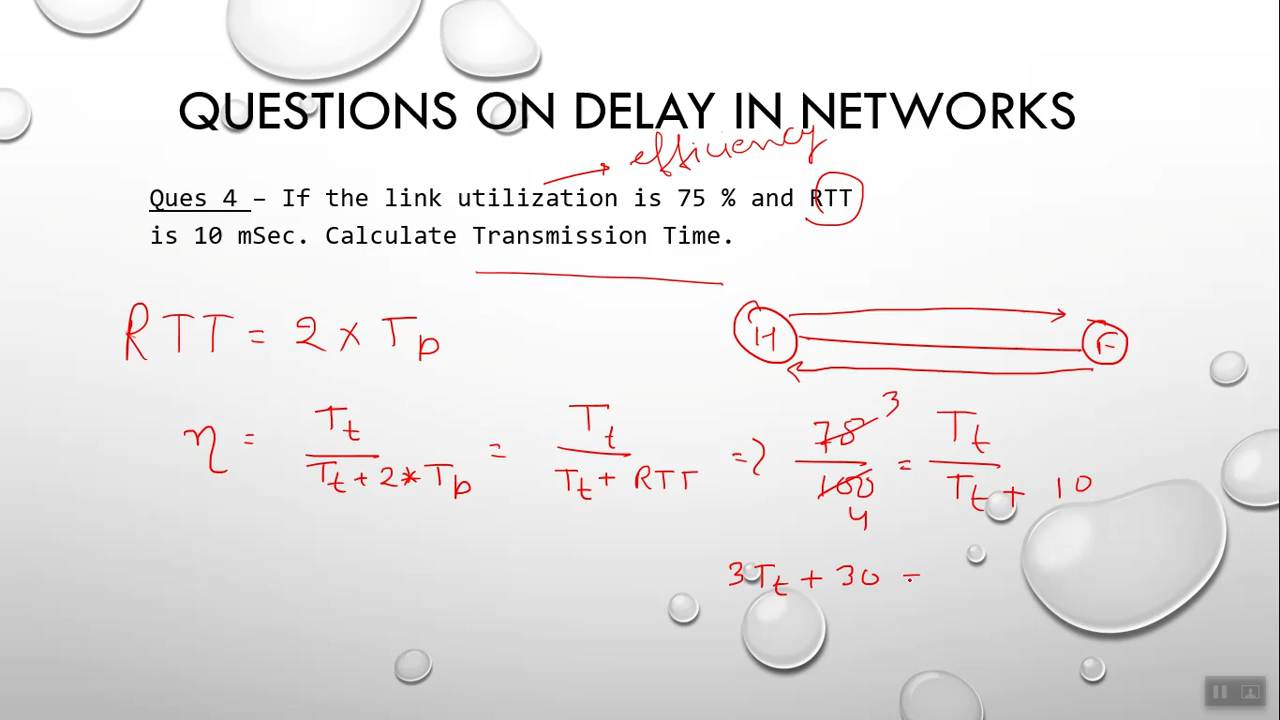 QUESTIONS ON DELAY IN NETWORKS
efficiency
Ques 4 – If the link utilization is 75 % and RTT
is 10 mSec. Calculate Transmission Time.
RTT = 2 × Tp
H F
η = Tt / Tt + 2*Tp = Tt / Tt + RTT => 75 3 / 100 4 = Tt / Tt + 10
3Tt + 30 =